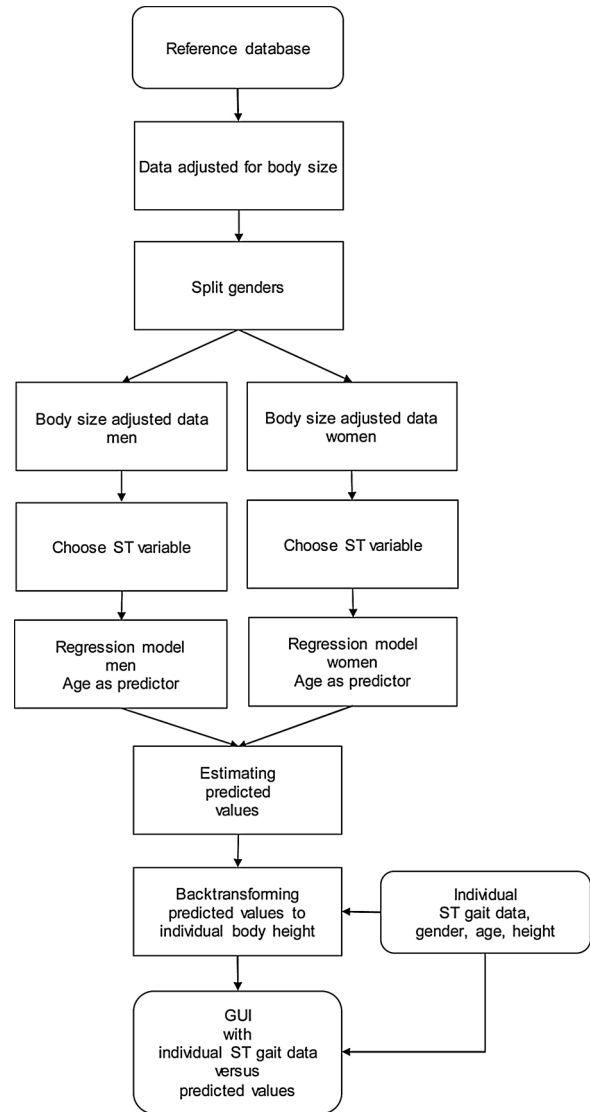 Reference database
Data adjusted for body size
Split genders
Body size adjusted data
men
Body size adjusted data
women
Choose ST variable
Choose ST variable
Regression model
men
Age as predictor
Regression model
women
Age as predictor
Estimating
predicted
values
Backtransforming
predicted values to
individual body height
Individual
ST gait data,
gender, age, height
GUI
with
individual ST gait data
versus
predicted values